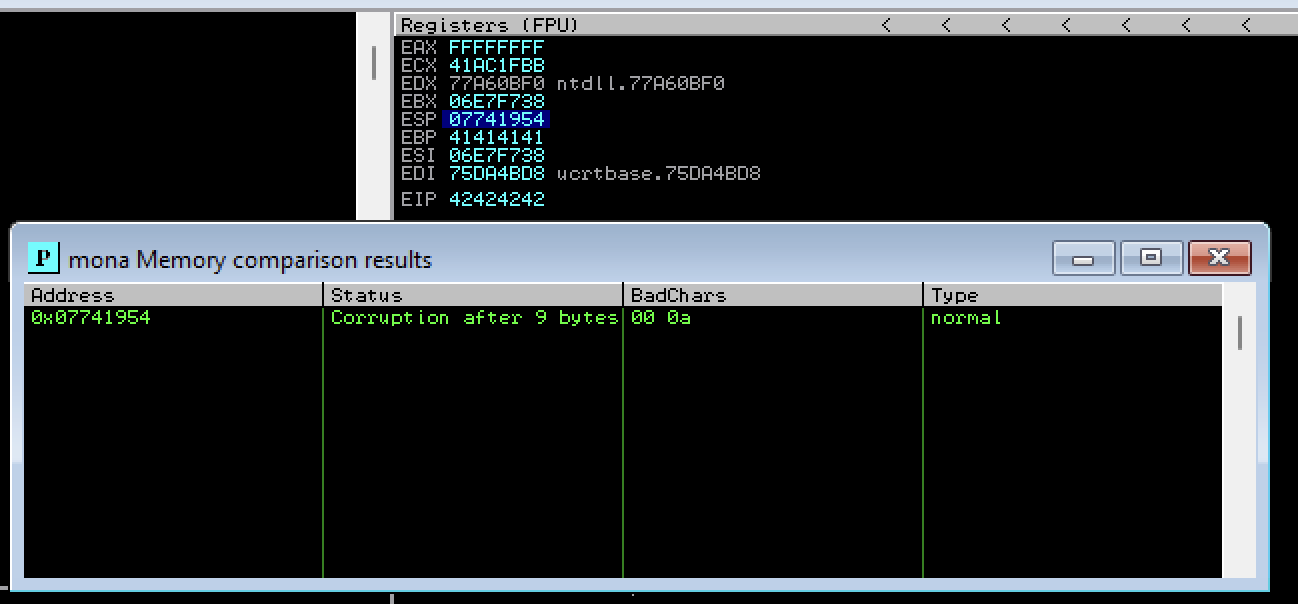 Registers (FPU) < < < < < < <
EAX FFFFFFFF
ECX 41AC1FBB
EDX 77A60BF0 ntdll.77A60BF0
EBX 06E7F738
ESP 07741954
EBP 41414141
ESI 06E7F738
EDI 75DA4BD8 ucrtbase.75DA4BD8
EIP 42424242
P mona Memory comparison results
Address Status BadChars Type
0x07741954 Corruption after 9 bytes 00 0a normal